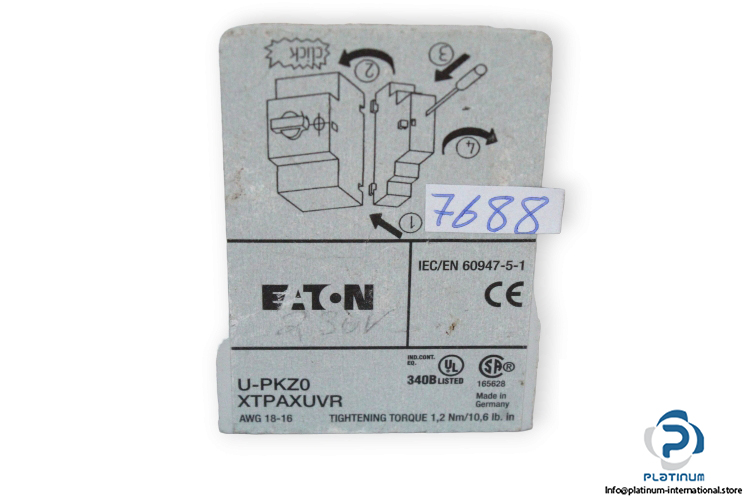 click
3
2
4
1
7688
IEC/EN 60947-5-1
EATON
CE
230V
IND.CONT. EQ.
UL
SA
340B LISTED
165628
U-PKZ0
XTPAXUVR
Made in
Germany
AWG 18-16
TIGHTENING TORQUE 1,2 Nm/10,6 lb. in
PLATINUM
Info@platinum-international.store